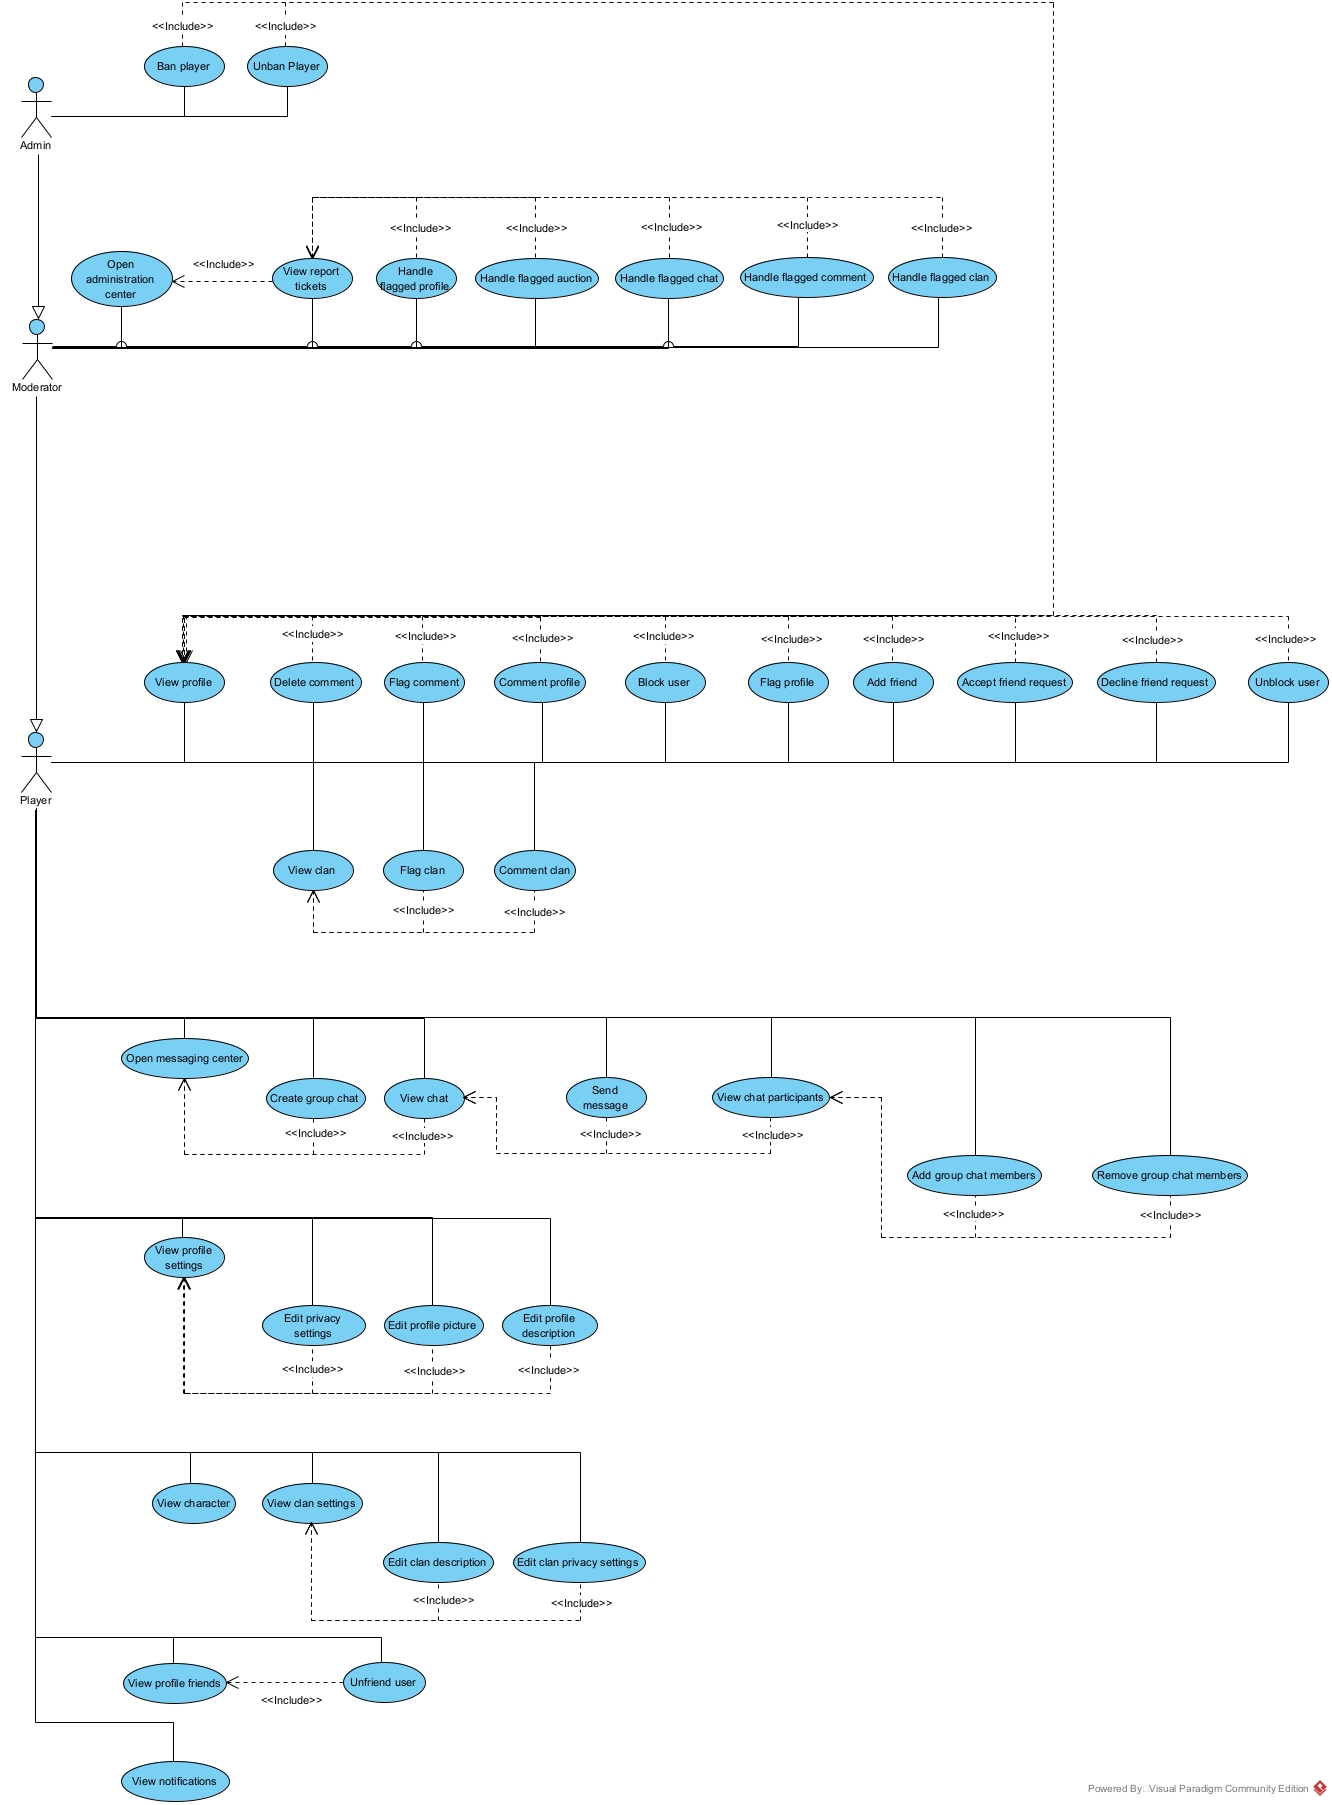 <<Include>>
<<Include>>
Ban player
Unban Player
Admin
<<Include>>
<<Include>>
<<Include>>
<<Include>>
<<Include>>
<<Include>>
Open
administration
center
View report
tickets
Handle
flagged profile
Handle flagged auction
Handle flagged chat
Handle flagged comment
Handle flagged clan
Moderator
<<Include>>
<<Include>>
<<Include>>
<<Include>>
<<Include>>
<<Include>>
<<Include>>
<<Include>>
<<Include>>
View profile
Delete comment
Flag comment
Comment profile
Block user
Flag profile
Add friend
Accept friend request
Decline friend request
Unblock user
Player
View clan
Flag clan
Comment clan
<<Include>>
<<Include>>
Open messaging center
Create group chat
View chat
Send
message
View chat participants
<<Include>>
<<Include>>
<<Include>>
<<Include>>
Add group chat members
Remove group chat members
<<Include>>
<<Include>>
View profile
settings
Edit privacy
settings
Edit profile picture
Edit profile
description
<<Include>>
<<Include>>
<<Include>>
View character
View clan settings
Edit clan description
Edit clan privacy settings
<<Include>>
<<Include>>
View profile friends
Unfriend user
<<Include>>
View notifications
Powered By Visual Paradigm Community Edition